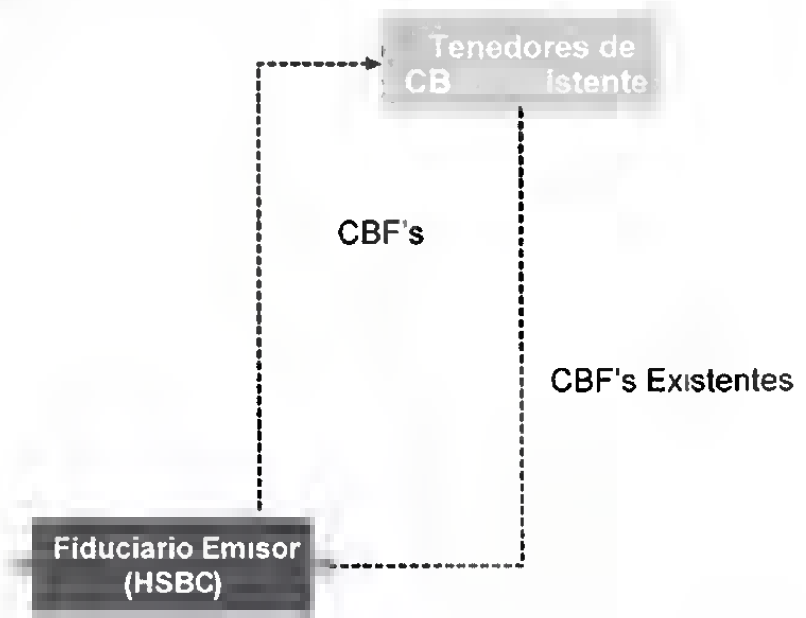 Tenedores de
CB istente
CBF's
CBF's Existentes
Fiduciario Emisor
(HSBC)